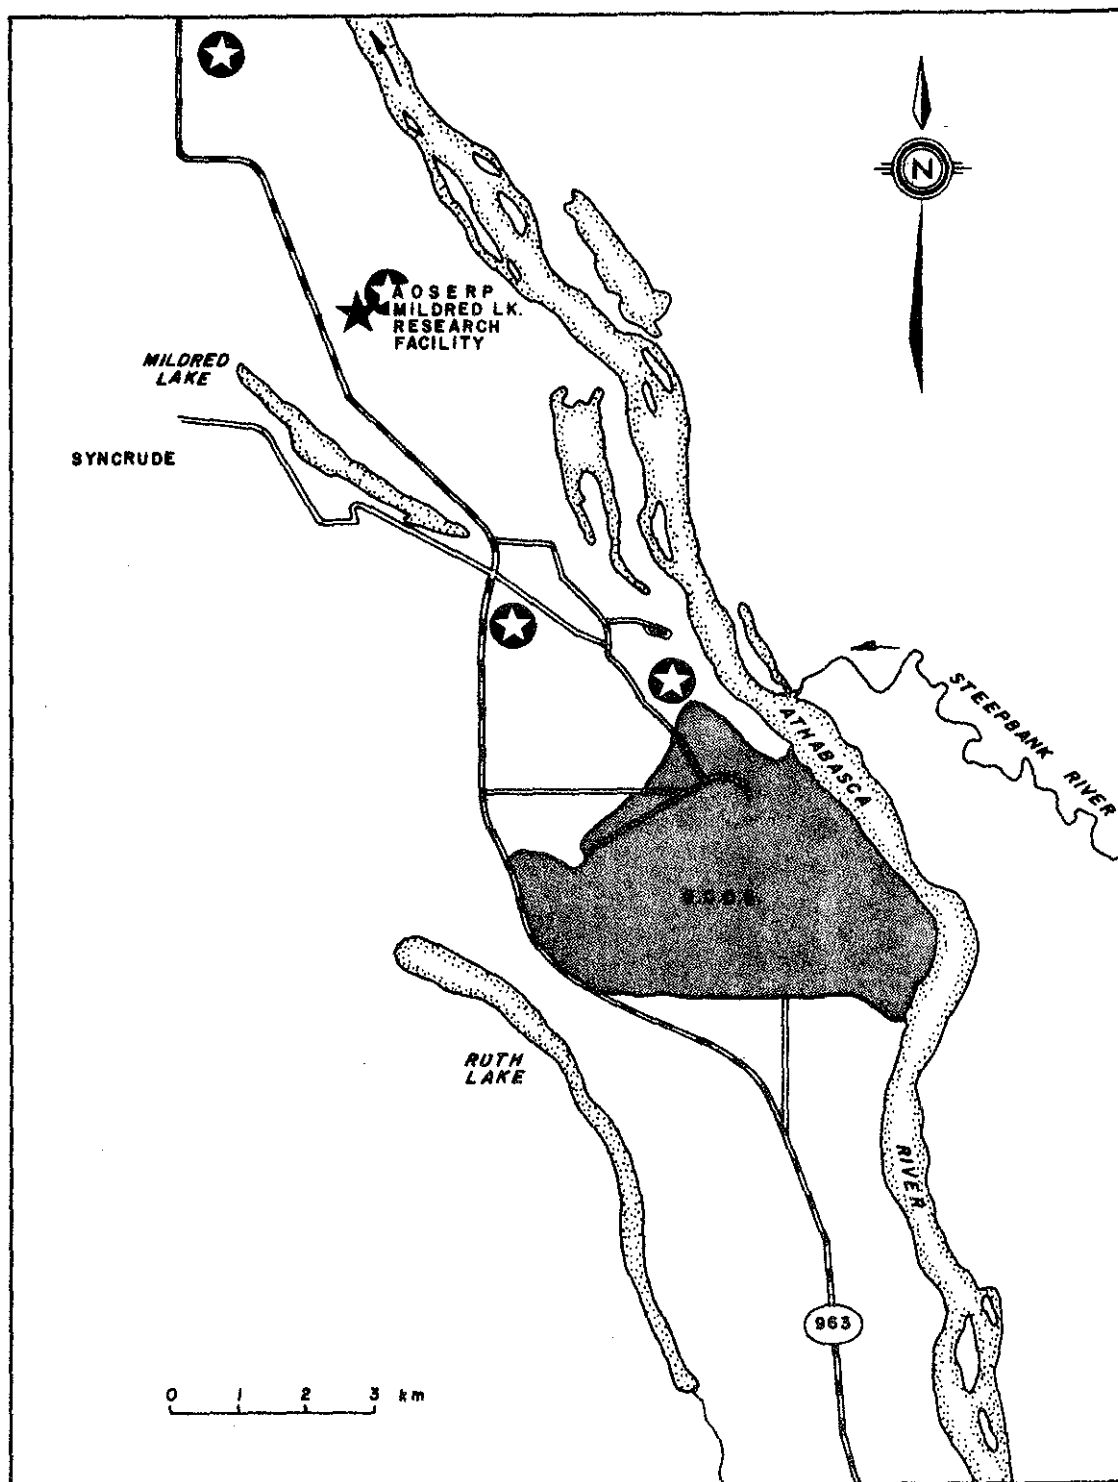 N
AOSERP
MILDRED LK.
RESEARCH
FACILITY
MILDRED
LAKE
SYNCRUDE
STEEPBANK RIVER
ATHABASCA
RUTH
LAKE
RIVER
963
0 1 2 3 km